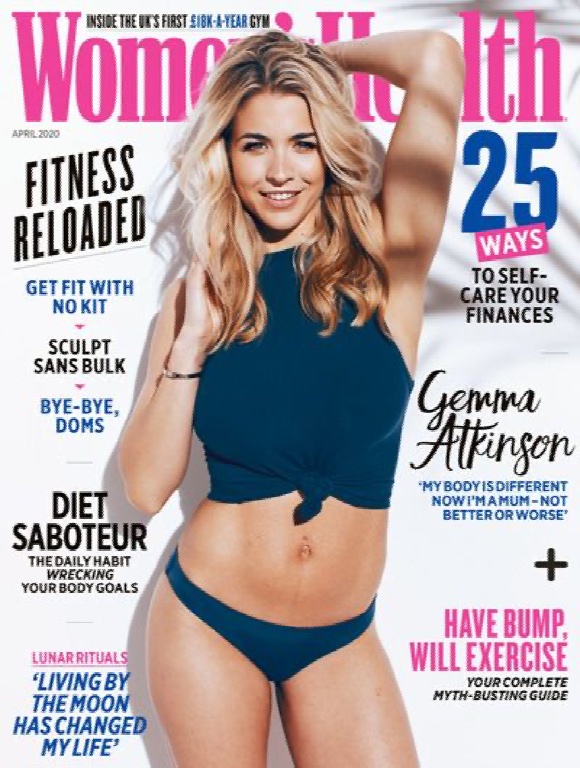 INSIDE THE UK'S FIRST £18K-A-YEAR GYM
Women's Health
APRIL 2020
FITNESS
RELOADED
GET FIT WITH
NO KIT
SCULPT
SANS BULK
BYE-BYE,
DOMS
DIET
SABOTEUR
THE DAILY HABIT
WRECKING
YOUR BODY GOALS
LUNAR RITUALS
‘LIVING BY
THE MOON
HAS CHANGED
MY LIFE’
25
WAYS
TO SELF-
CARE YOUR
FINANCES
Gemma
Atkinson
‘MY BODY IS DIFFERENT
NOW I'M A MUM – NOT
BETTER OR WORSE’
+
HAVE BUMP,
WILL EXERCISE
YOUR COMPLETE
MYTH-BUSTING GUIDE